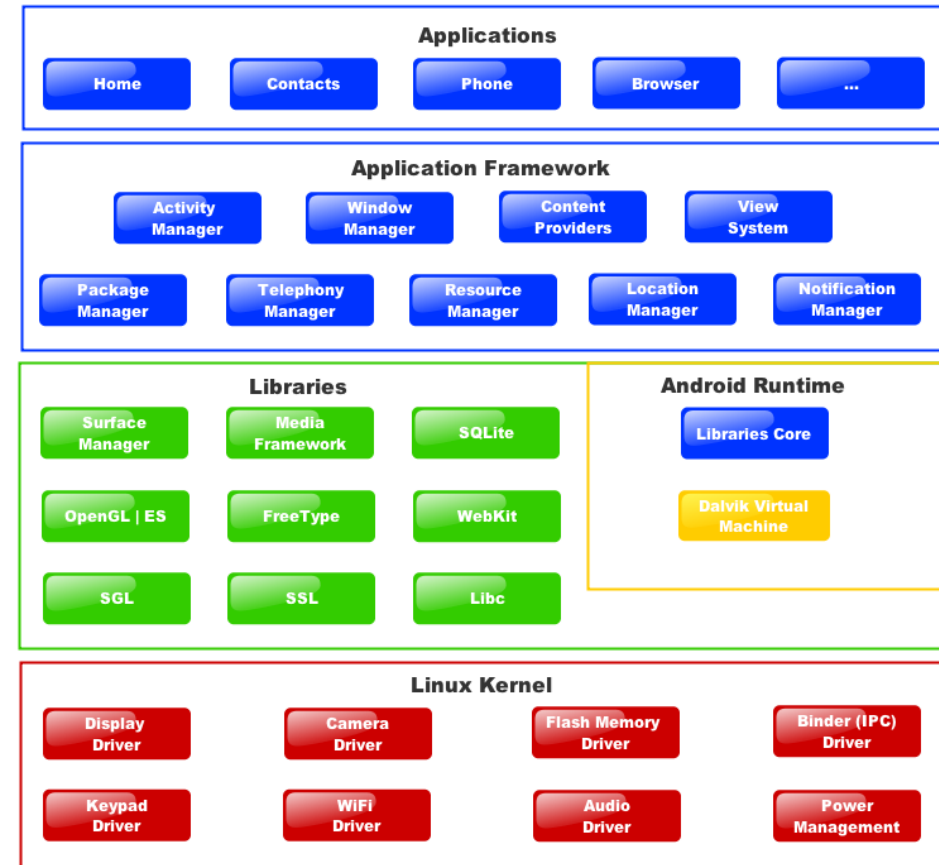 Applications
Home
Contacts
Phone
Browser
...
Application Framework
Activity
Manager
Window
Manager
Content
Providers
View
System
Package
Manager
Telephony
Manager
Resource
Manager
Location
Manager
Notification
Manager
Libraries
Surface
Manager
Media
Framework
SQLite
OpenGL | ES
FreeType
WebKit
SGL
SSL
Libc
Android Runtime
Libraries Core
Dalvik Virtual
Machine
Linux Kernel
Display
Driver
Camera
Driver
Flash Memory
Driver
Binder (IPC)
Driver
Keypad
Driver
WiFi
Driver
Audio
Driver
Power
Management